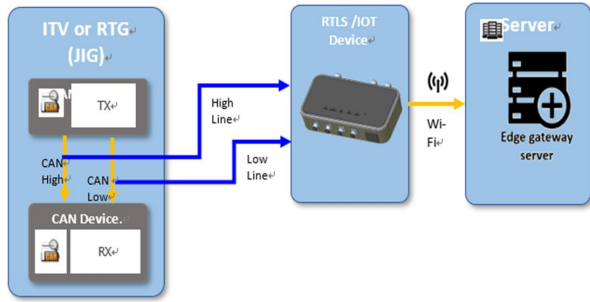 ITV or RTG
(JIG)
TX
CAN
High
CAN
Low
CAN Device.
RX
High
Line
Low
Line
RTLS /IOT
Device
Wi-
Fi
Server
Edge gateway
server